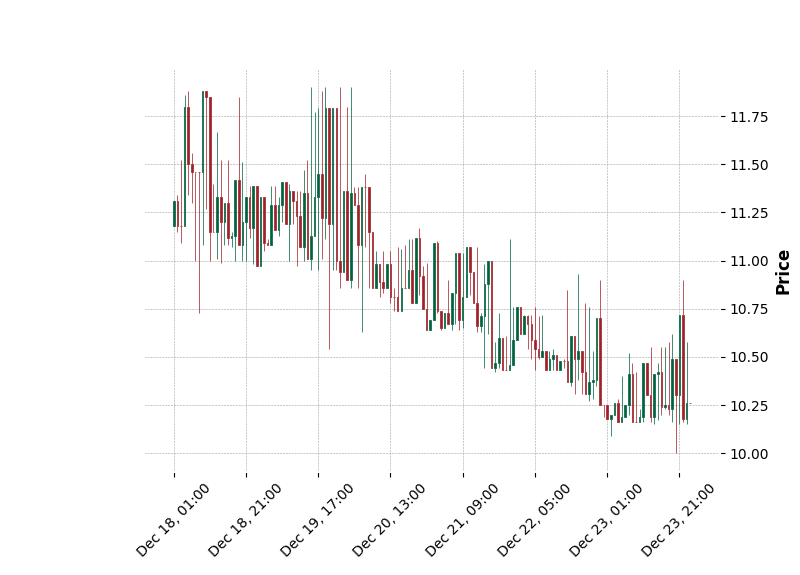 11.75
11.50
11.25
11.00
10.75
10.50
10.25
10.00
Price
Dec 18, 01:00
Dec 18, 21:00
Dec 19, 17:00
Dec 20, 13:00
Dec 21, 09:00
Dec 22, 05:00
Dec 23, 01:00
Dec 23, 21:00